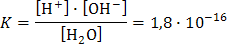 K = [H⁺] · [OH⁻] / [H₂O] = 1,8 · 10⁻¹⁶